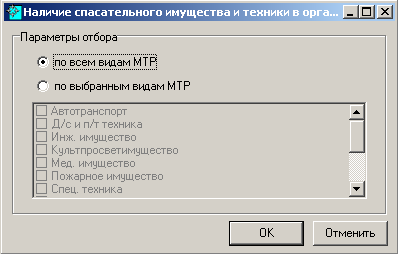 Наличие спасательного имущества и техники в орга...
Параметры отбора
по всем видам МТР
по выбранным видам МТР
Автотранспорт
Д/с и п/т техника
Инж. имущество
Культпросветимущество
Мед. имущество
Пожарное имущество
Спец. техника
OK
Отменить